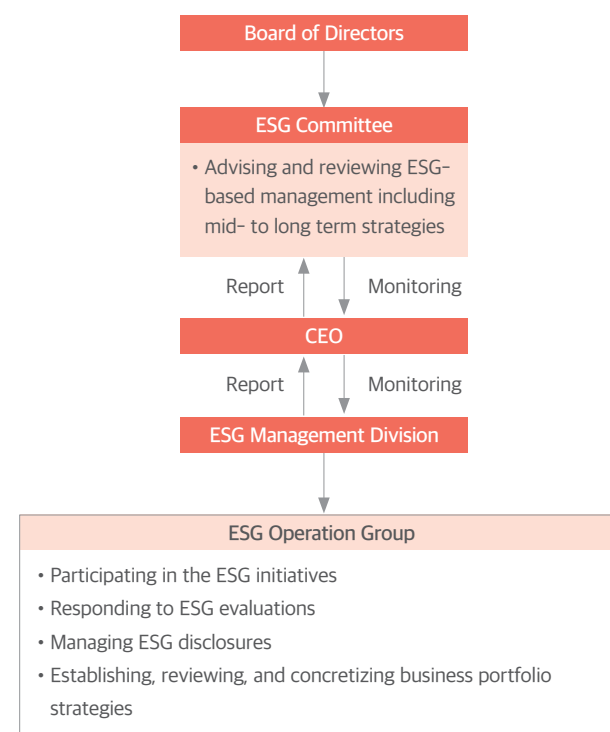 Board of Directors
ESG Committee
• Advising and reviewing ESG-
based management including
mid- to long term strategies
Report
Monitoring
CEO
Report
Monitoring
ESG Management Division
ESG Operation Group
• Participating in the ESG initiatives
• Responding to ESG evaluations
• Managing ESG disclosures
• Establishing, reviewing, and concretizing business portfolio
strategies